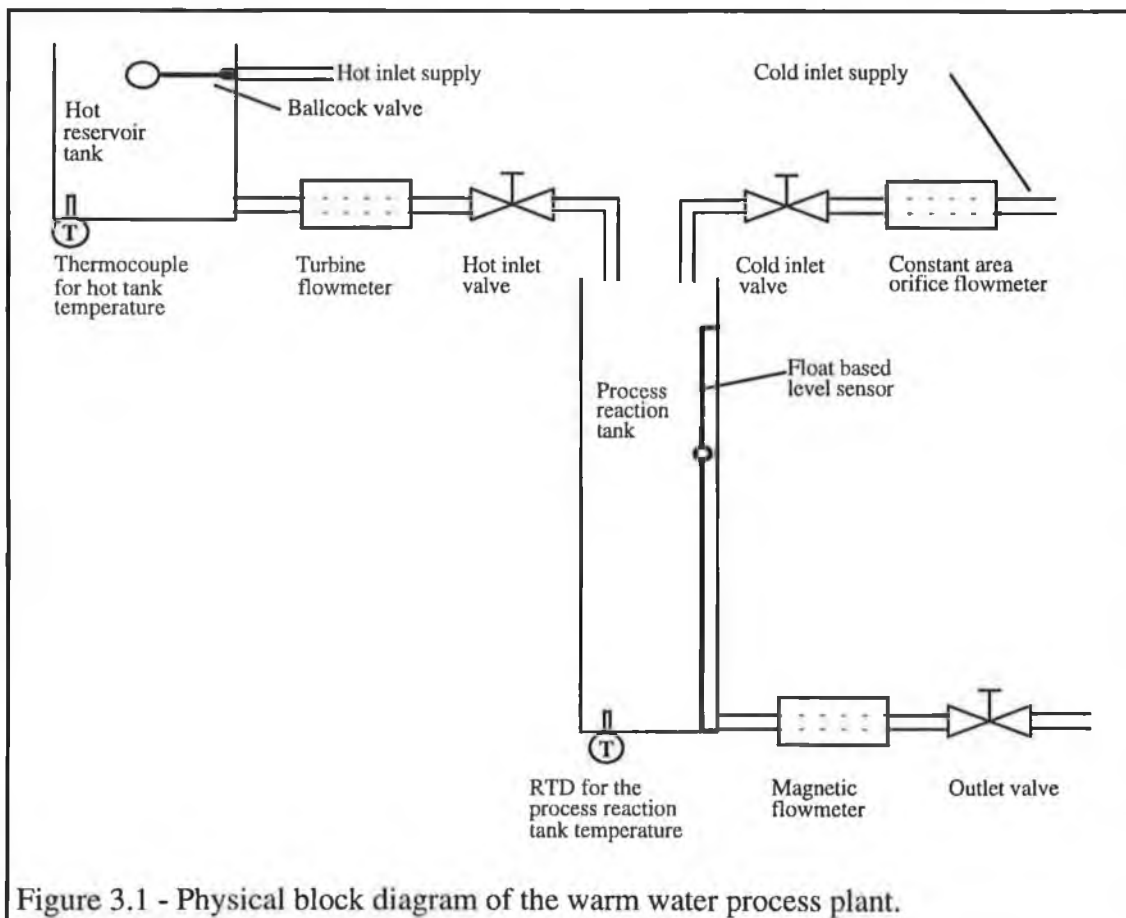 Hot inlet supply
Ballcock valve
Hot
reservoir
tank
Cold inlet supply
T
Thermocouple
for hot tank
temperature
Turbine
flowmeter
Hot inlet
valve
Cold inlet
valve
Constant area
orifice flowmeter
Float based
level sensor
Process
reaction
tank
T
RTD for the
process reaction
tank temperature
Magnetic
flowmeter
Outlet valve
Figure 3.1 - Physical block diagram of the warm water process plant.